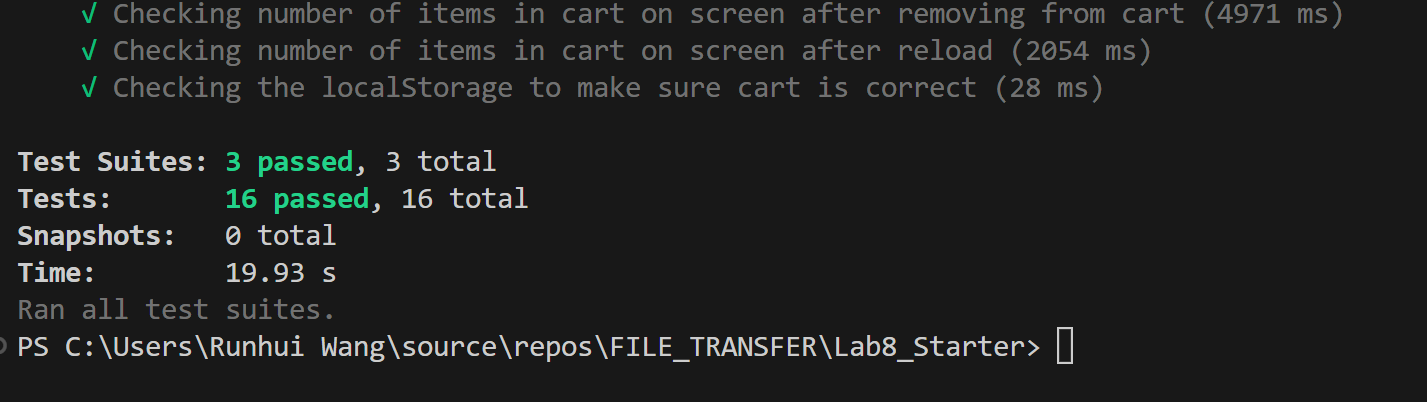 √ Checking number of items in cart on screen after removing from cart (4971 ms)
√ Checking number of items in cart on screen after reload (2054 ms)
√ Checking the localStorage to make sure cart is correct (28 ms)
Test Suites: 3 passed, 3 total
Tests: 16 passed, 16 total
Snapshots: 0 total
Time: 19.93 s
Ran all test suites.
PS C:\Users\Runhui Wang\source\repos\FILE_TRANSFER\Lab8_Starter>